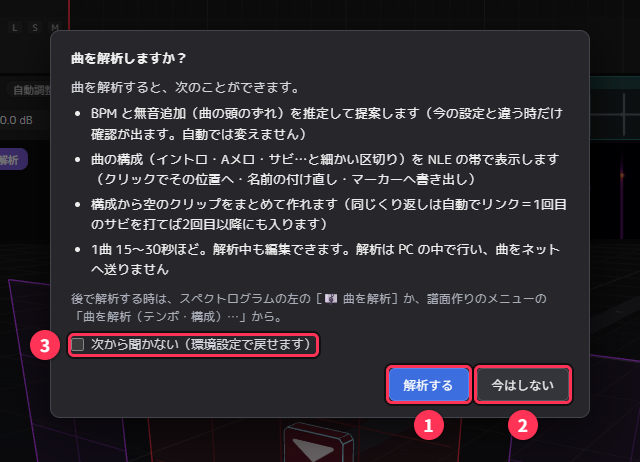 L S M
自動調整
0.0 dB
解析
曲を解析しますか？
曲を解析すると、次のことができます。
• BPM と無音追加（曲の頭のずれ）を推定して提案します（今の設定と違う時だけ
確認が出ます。自動では変えません）
• 曲の構成（イントロ・Aメロ・サビ…と細かい区切り）を NLE の帯で表示します
（クリックでその位置へ・名前の付け直し・マーカーへ書き出し）
• 構成から空のクリップをまとめて作れます（同じくり返しは自動でリンク＝1回目
のサビを打てば2回目以降にも入ります）
• 1曲 15～30秒ほど。解析中も編集できます。解析は PC の中で行い、曲をネット
へ送りません
後で解析する時は、スペクトログラムの左の［ 曲を解析］か、譜面作りのメニューの
「曲を解析（テンポ・構成）…」から。
3 次から聞かない（環境設定で戻せます）
解析する 今はしない
1 2